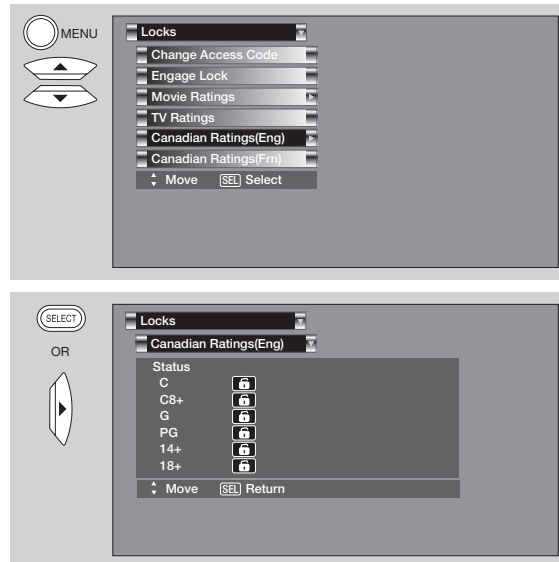 MENU
Locks
Change Access Code
Engage Lock
Movie Ratings
TV Ratings
Canadian Ratings(Eng)
Canadian Ratings(Frn)
Move SEL Select
SELECT
OR
Locks
Canadian Ratings(Eng)
Status
C
C8+
G
PG
14+
18+
Move SEL Return